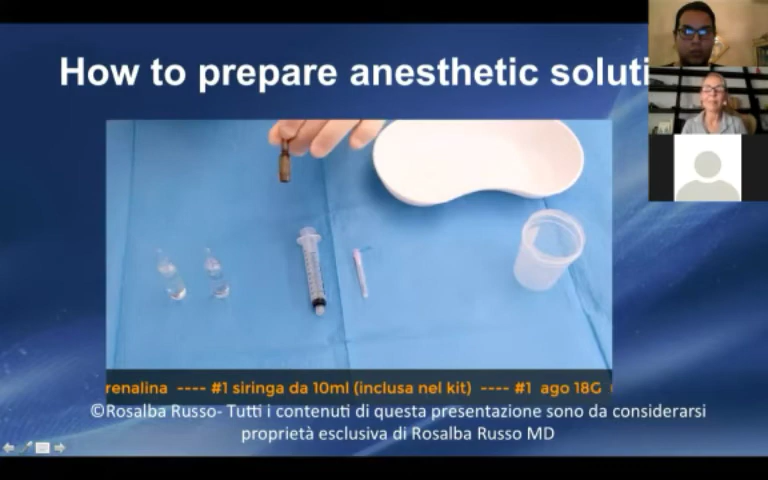 How to prepare anesthetic soluti
renalina ---- #1 siringa da 10ml (inclusa nel kit) ---- #1 ago 18G
©Rosalba Russo- Tutti i contenuti di questa presentazione sono da considerarsi
proprietà esclusiva di Rosalba Russo MD